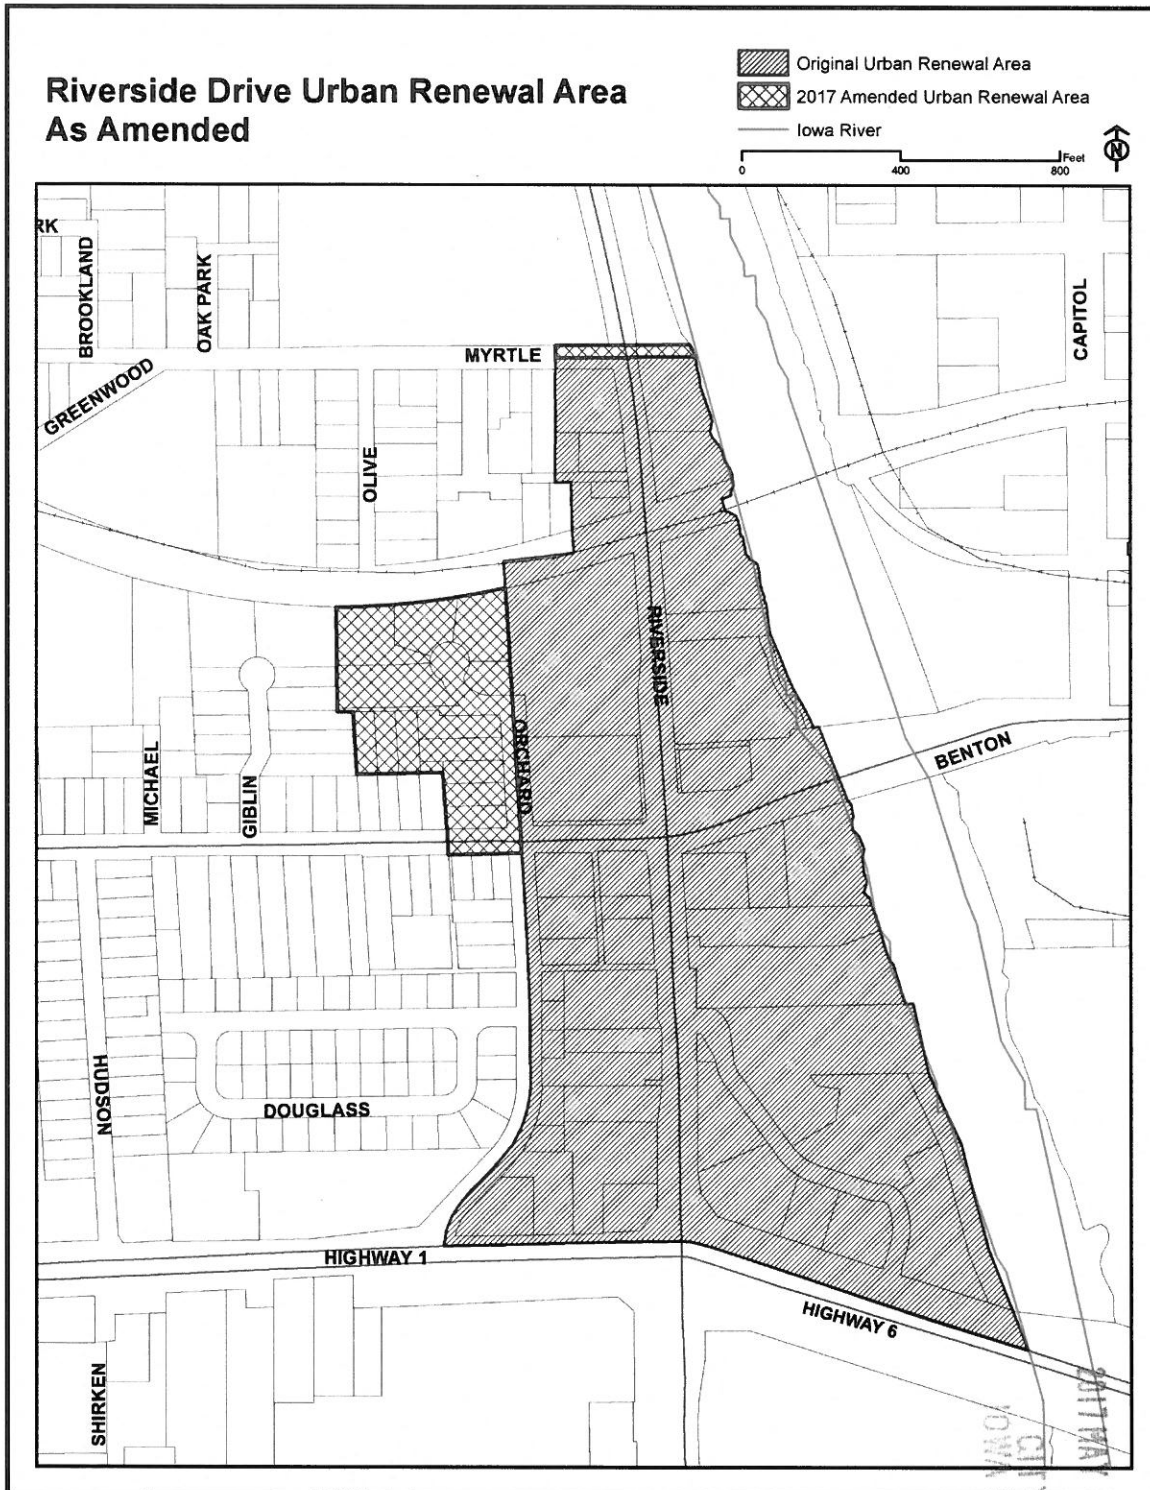 Riverside Drive Urban Renewal Area
As Amended
Original Urban Renewal Area
2017 Amended Urban Renewal Area
Iowa River
Feet
0 400 800
N
RK
BROOKLAND
OAK PARK
CAPITOL
MYRTLE
GREENWOOD
OLIVE
RIVERSIDE
ORCHARD
BENTON
MICHAEL
GIBLIN
HUDSON
DOUGLASS
HIGHWAY 1
HIGHWAY 6
SHIRKEN
IOWA